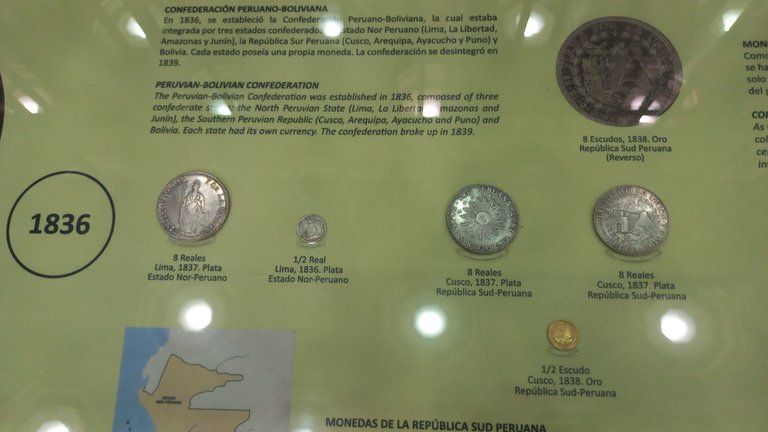 CONFEDERACIÓN PERUANO-BOLIVIANA
En 1836, se estableció la Confederación Peruano-Boliviana, la cual estaba
integrada por tres estados confederados: Estado Nor Peruano (Lima, La Libertad,
Amazonas y Junín), la República Sur Peruana (Cusco, Arequipa, Ayacucho y Puno) y
Bolivia. Cada estado poseía una propia moneda. La confederación se desintegró en
1839.
PERUVIAN-BOLIVIAN CONFEDERATION
The Peruvian-Bolivian Confederation was established in 1836, composed of three
confederate the North Peruvian State (Lima, La Libertad, Amazonas and
Junín), the Southern Peruvian Republic (Cusco, Arequipa, Ayacucho and Puno) and
Bolivia. Each state had its own currency. The confederation broke up in 1839.
8 Escudos, 1838. Oro
República Sud Peruana
(Reverso)
1836
8 Reales
Lima, 1837. Plata
Estado Nor-Peruano
1/2 Real
Lima, 1836. Plata
Estado Nor-Peruano
8 Reales
Cusco, 1837. Plata
República Sud-Peruana
8 Reales
Cusco, 1837. Plata
República Sud-Peruana
1/2 Escudo
Cusco, 1838. Oro
República Sud-Peruana
ESTADO
NOR PERUANO
MONEDAS DE LA REPÚBLICA SUD PERUANA